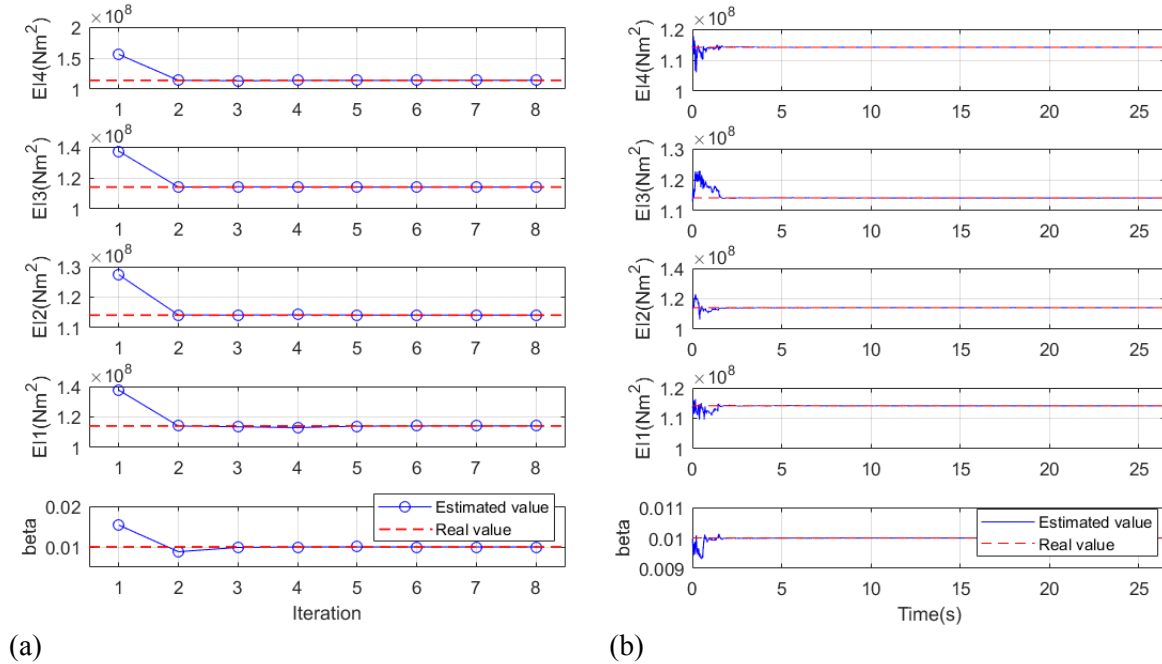 ×10^8
2
1.5
1
EI4(Nm^2)
1 2 3 4 5 6 7 8
×10^8
1.4
1.2
1
EI3(Nm^2)
1 2 3 4 5 6 7 8
×10^8
1.3
1.2
1.1
EI2(Nm^2)
1 2 3 4 5 6 7 8
×10^8
1.4
1.2
1
EI1(Nm^2)
1 2 3 4 5 6 7 8
0.02
0.01
beta
Estimated value
Real value
1 2 3 4 5 6 7 8
Iteration
(a)
×10^8
1.2
1.1
1
EI4(Nm^2)
0 5 10 15 20 25
×10^8
1.3
1.2
1.1
EI3(Nm^2)
0 5 10 15 20 25
×10^8
1.4
1.2
1
EI2(Nm^2)
0 5 10 15 20 25
×10^8
1.2
1.1
1
EI1(Nm^2)
0 5 10 15 20 25
0.011
0.01
0.009
beta
Estimated value
Real value
0 5 10 15 20 25
Time(s)
(b)